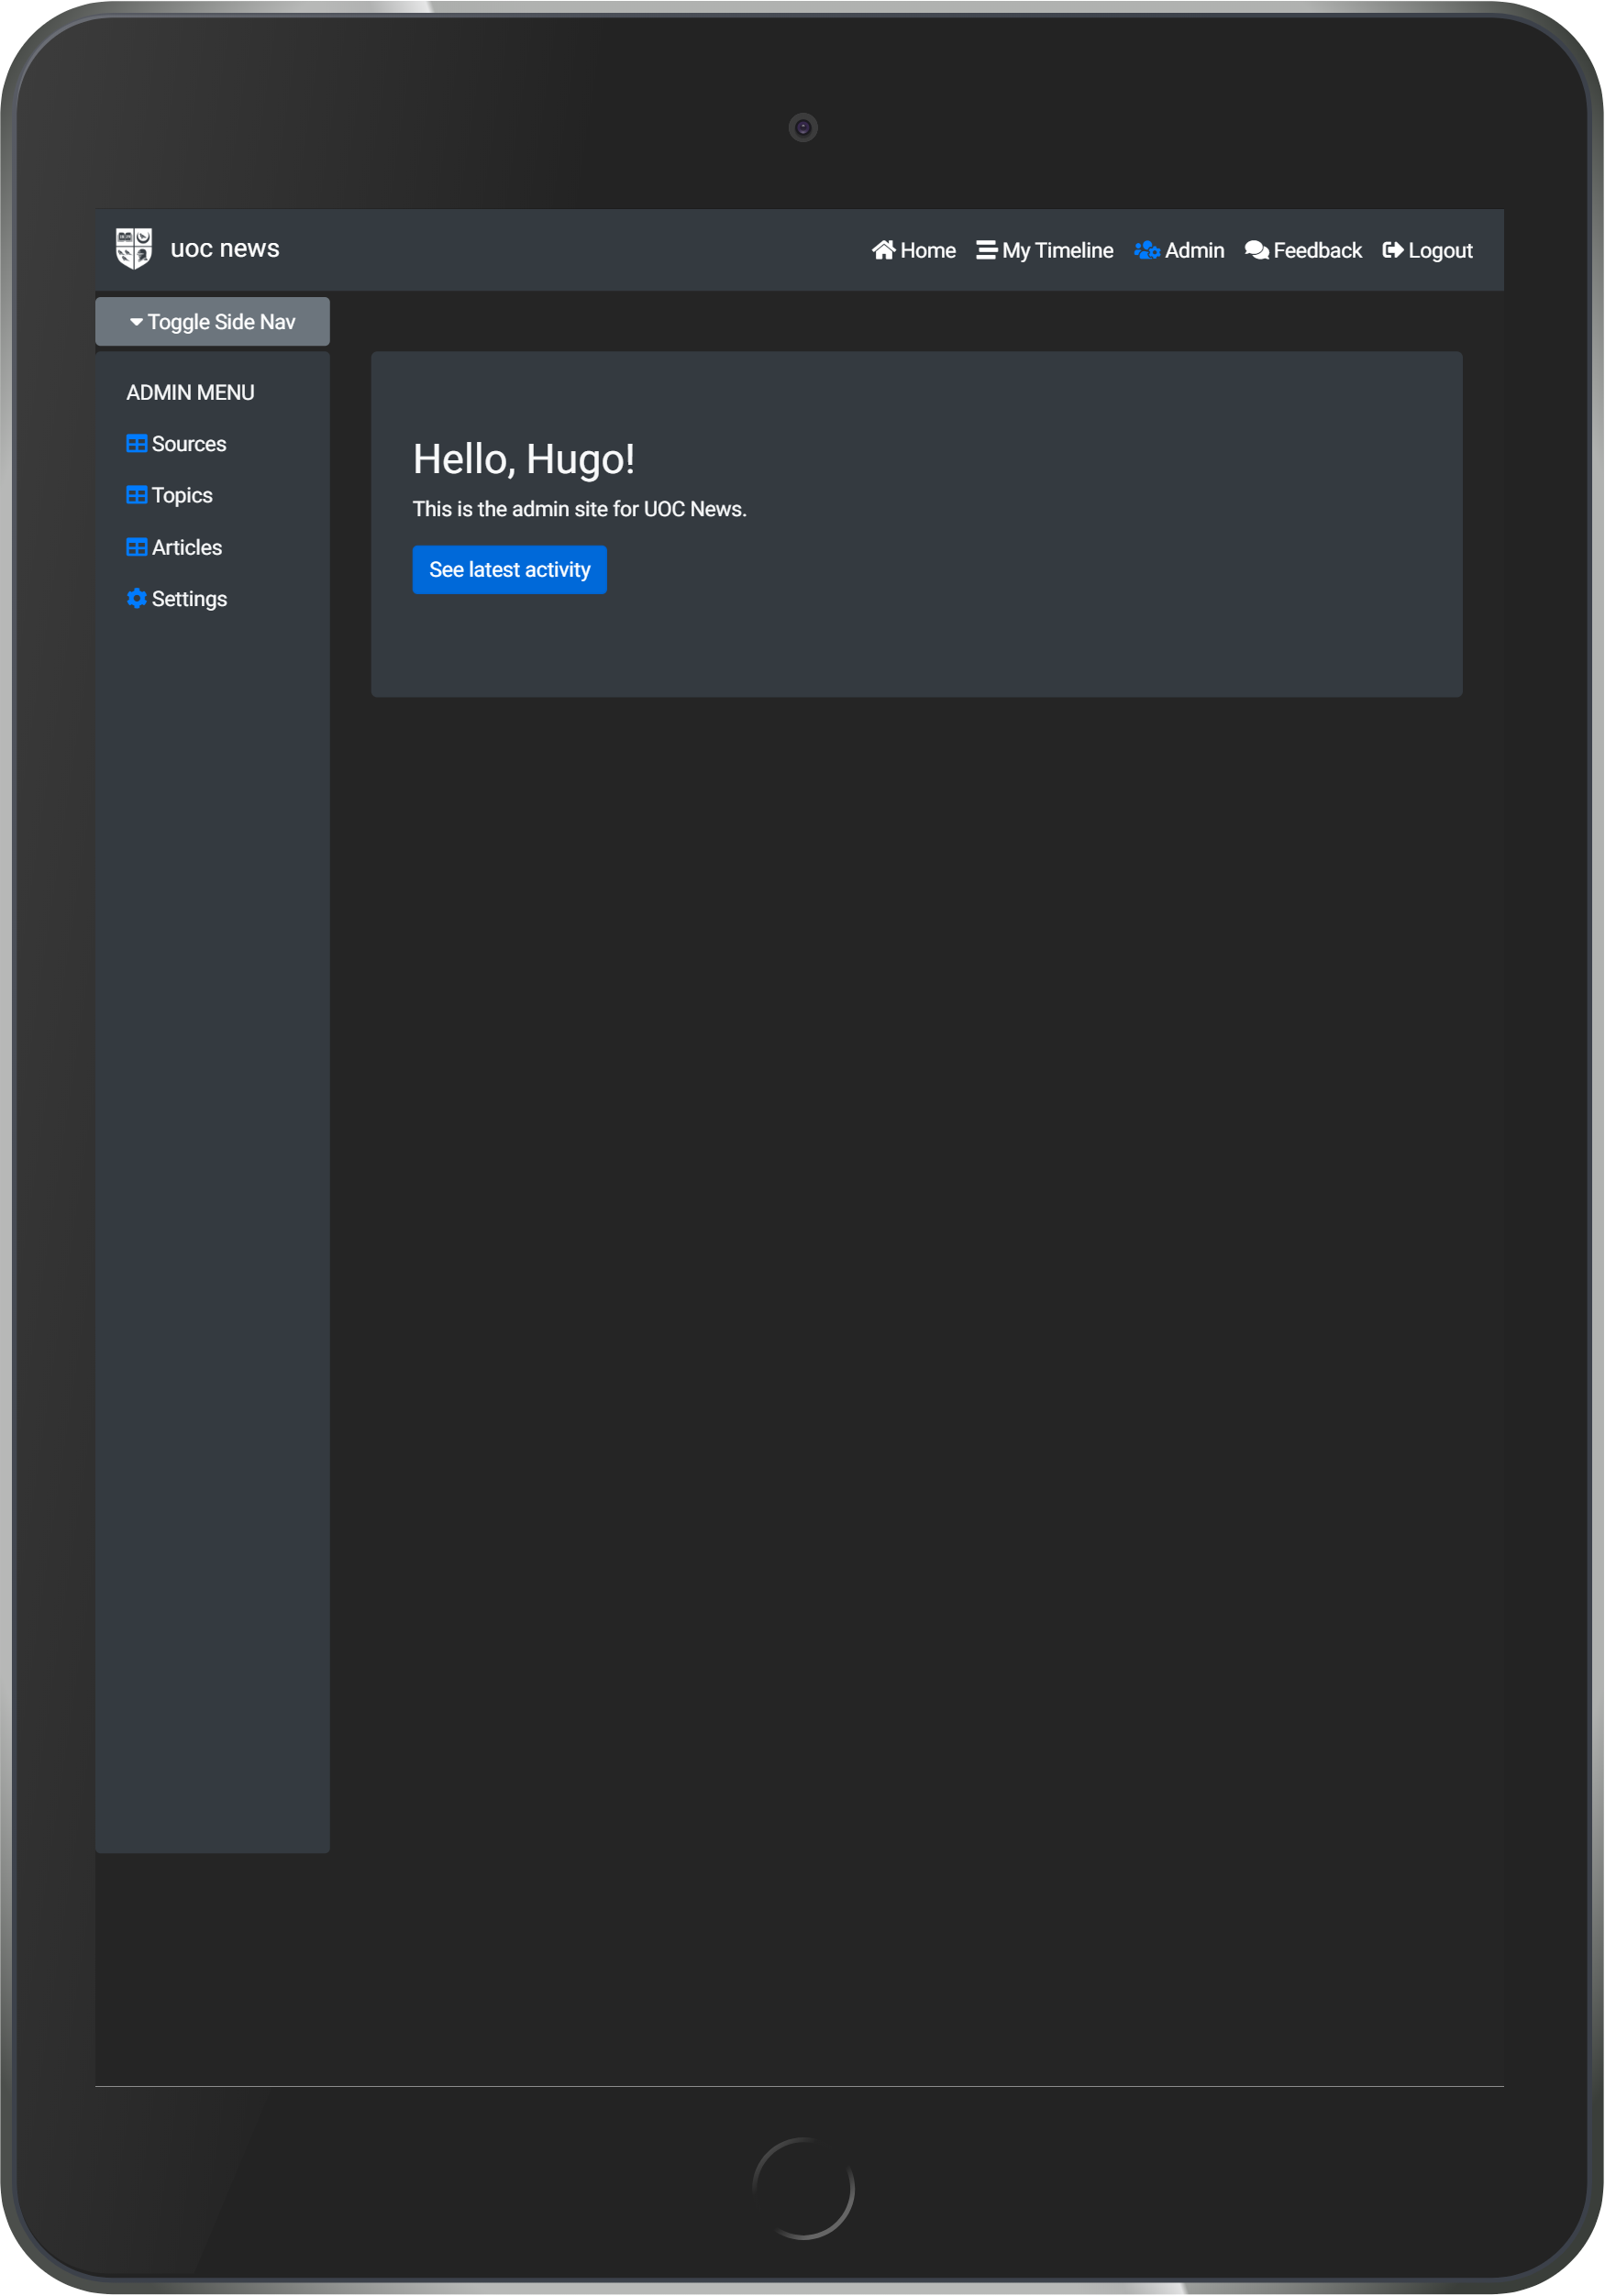 uoc news
Home My Timeline Admin Feedback Logout
Toggle Side Nav
ADMIN MENU
Sources
Topics
Articles
Settings
Hello, Hugo!
This is the admin site for UOC News.
See latest activity